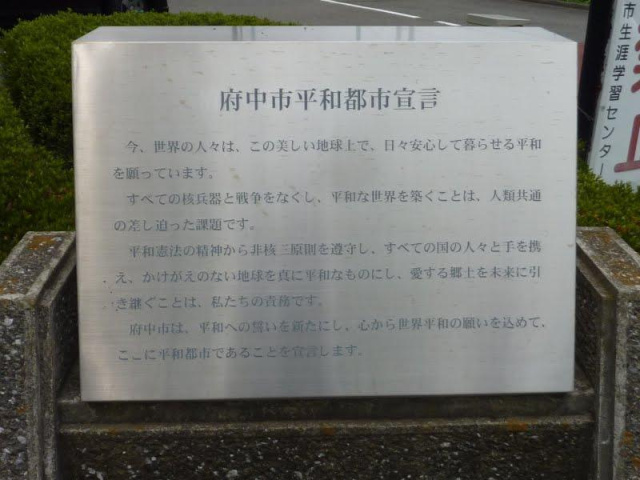 府中市平和都市宣言
今、世界の人々は、この美しい地球上で、日々安心して暮らせる平和
を願っています。
すべての核兵器と戦争をなくし、平和な世界を築くことは、人類共通
の差し迫った課題です。
平和憲法の精神から非核三原則を遵守し、すべての国の人々と手を携
え、かけがえのない地球を真に平和なものにし、愛する郷土を未来に引
き継ぐことは、私たちの責務です。
府中市は、平和への誓いを新たにし、心から世界平和の願いを込めて、
ここに平和都市であることを宣言します。
市生涯学習センター